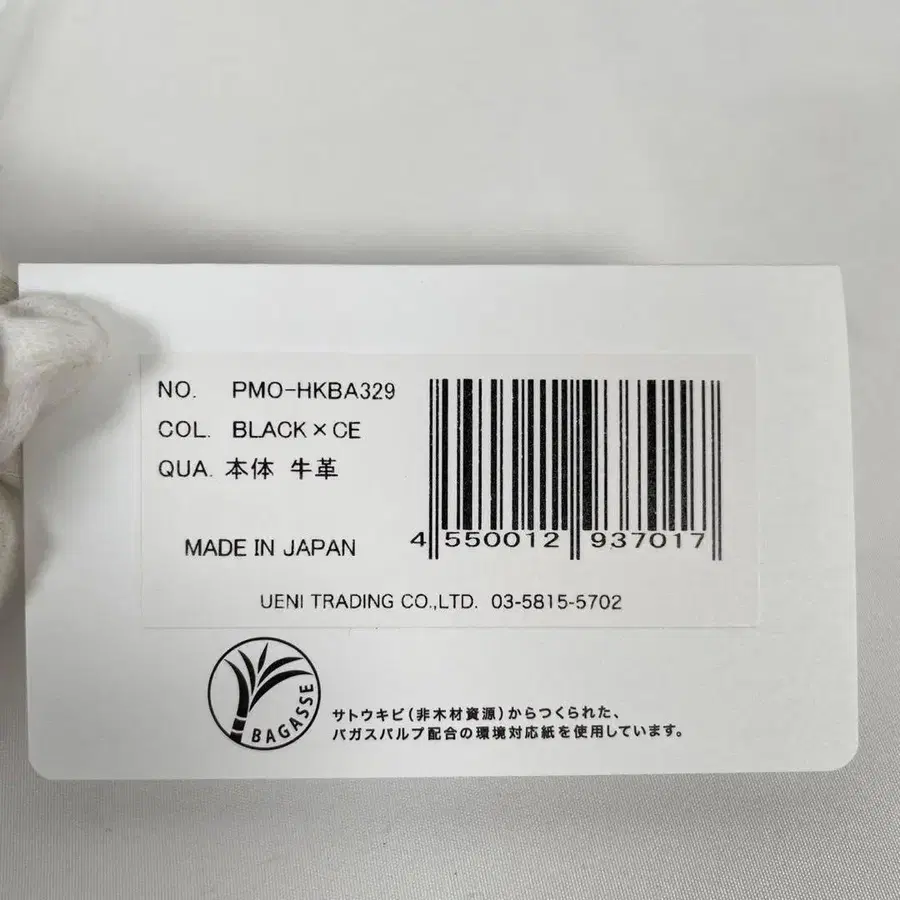 NO. PMO-HKBA329
COL. BLACK×CE
QUA. 本体 牛革
MADE IN JAPAN
4 550012 937017
UENI TRADING CO.,LTD. 03-5815-5702
BAGASSE
サトウキビ(非木材資源)からつくられた、
バガスパルプ配合の環境対応紙を使用しています。